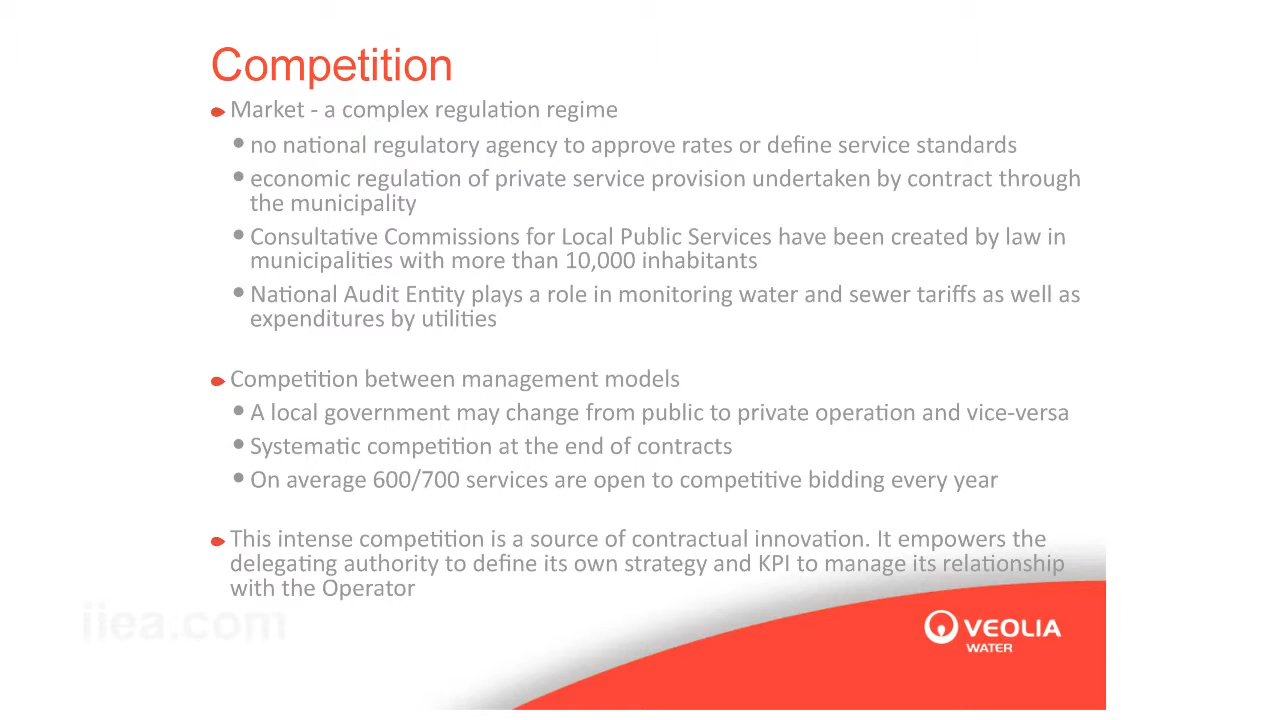 Competition
Market - a complex regulation regime
no national regulatory agency to approve rates or define service standards
economic regulation of private service provision undertaken by contract through
the municipality
Consultative Commissions for Local Public Services have been created by law in
municipalities with more than 10,000 inhabitants
National Audit Entity plays a role in monitoring water and sewer tariffs as well as
expenditures by utilities
Competition between management models
A local government may change from public to private operation and vice-versa
Systematic competition at the end of contracts
On average 600/700 services are open to competitive bidding every year
This intense competition is a source of contractual innovation. It empowers the
delegating authority to define its own strategy and KPI to manage its relationship
with the Operator
iiea.com
VEOLIA
WATER